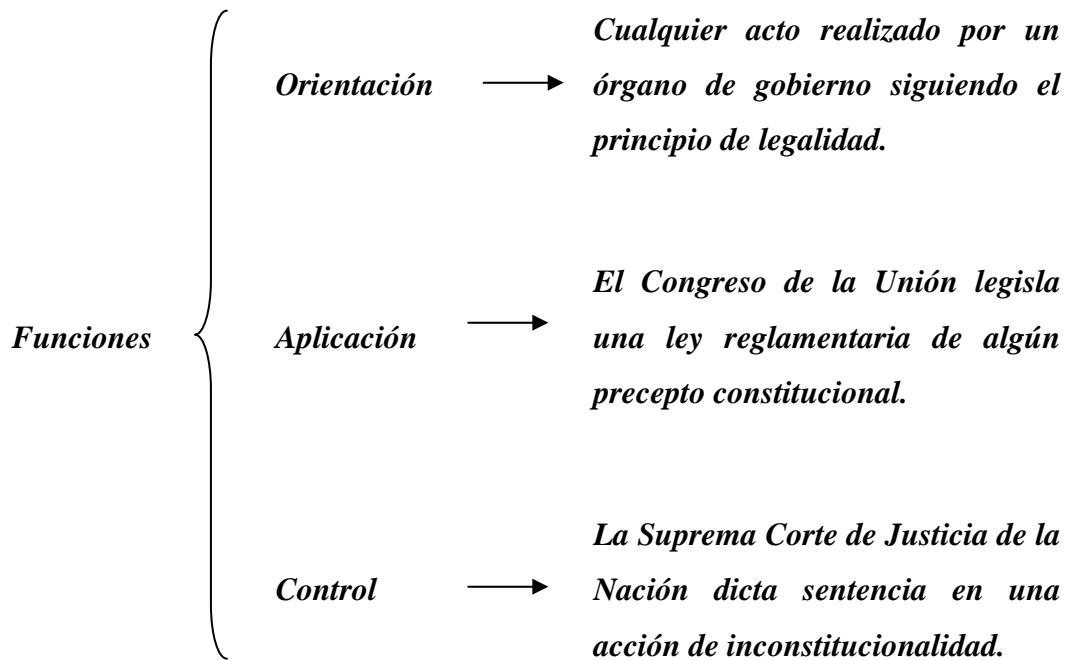 Funciones
Orientación
Cualquier acto realizado por un
órgano de gobierno siguiendo el
principio de legalidad.
Aplicación
El Congreso de la Unión legisla
una ley reglamentaria de algún
precepto constitucional.
Control
La Suprema Corte de Justicia de la
Nación dicta sentencia en una
acción de inconstitucionalidad.